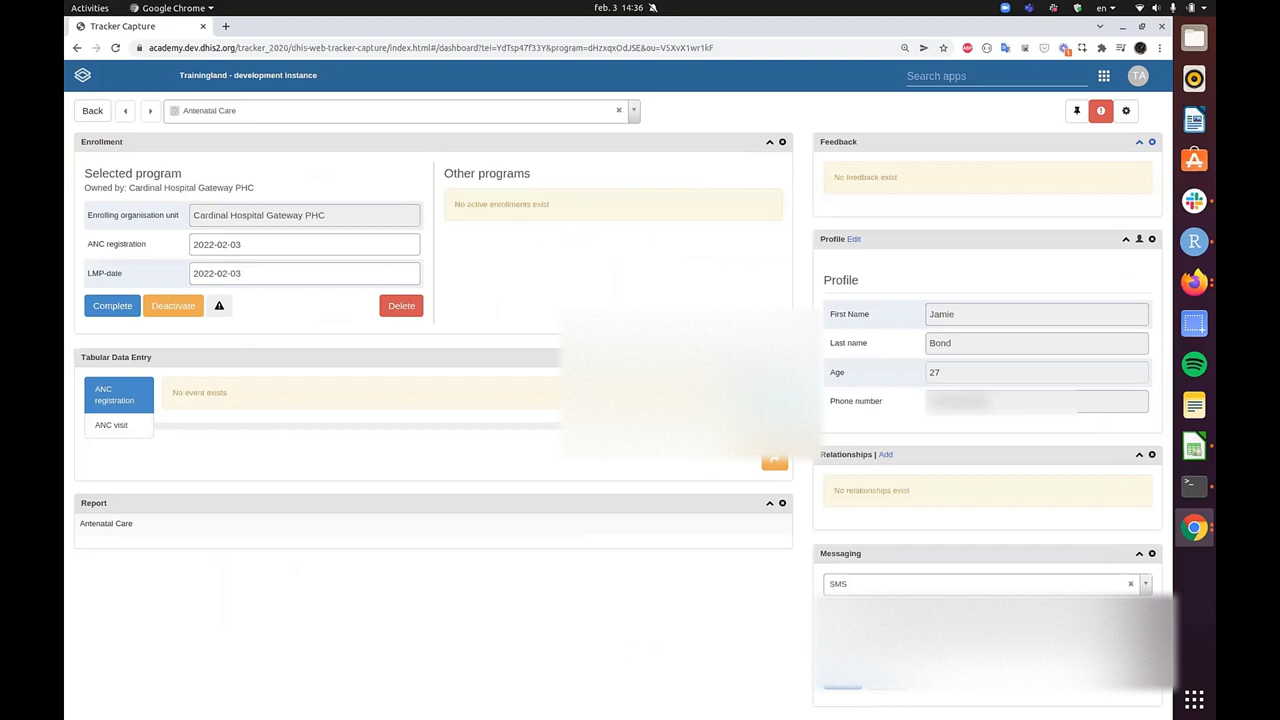 Activities
Google Chrome
feb. 3 14:36
en
Tracker Capture
academy.dev.dhis2.org/tracker_2020/dhis-web-tracker-capture/index.html#/dashboard?tei=YdTsp47f33Y&program=dHzxqxOdJSE&ou=V5XvX1wr1kF
Trainingland - development instance
Search apps
TA
Back
Antenatal Care
Enrollment
Selected program
Owned by: Cardinal Hospital Gateway PHC
Enrolling organisation unit
Cardinal Hospital Gateway PHC
ANC registration
2022-02-03
LMP-date
2022-02-03
Complete
Deactivate
Delete
Other programs
No active enrollments exist
Tabular Data Entry
ANC
registration
No event exists
ANC visit
Report
Antenatal Care
Feedback
No feedback exist
Profile Edit
Profile
First Name
Jamie
Last name
Bond
Age
27
Phone number
Relationships | Add
No relationships exist
Messaging
SMS